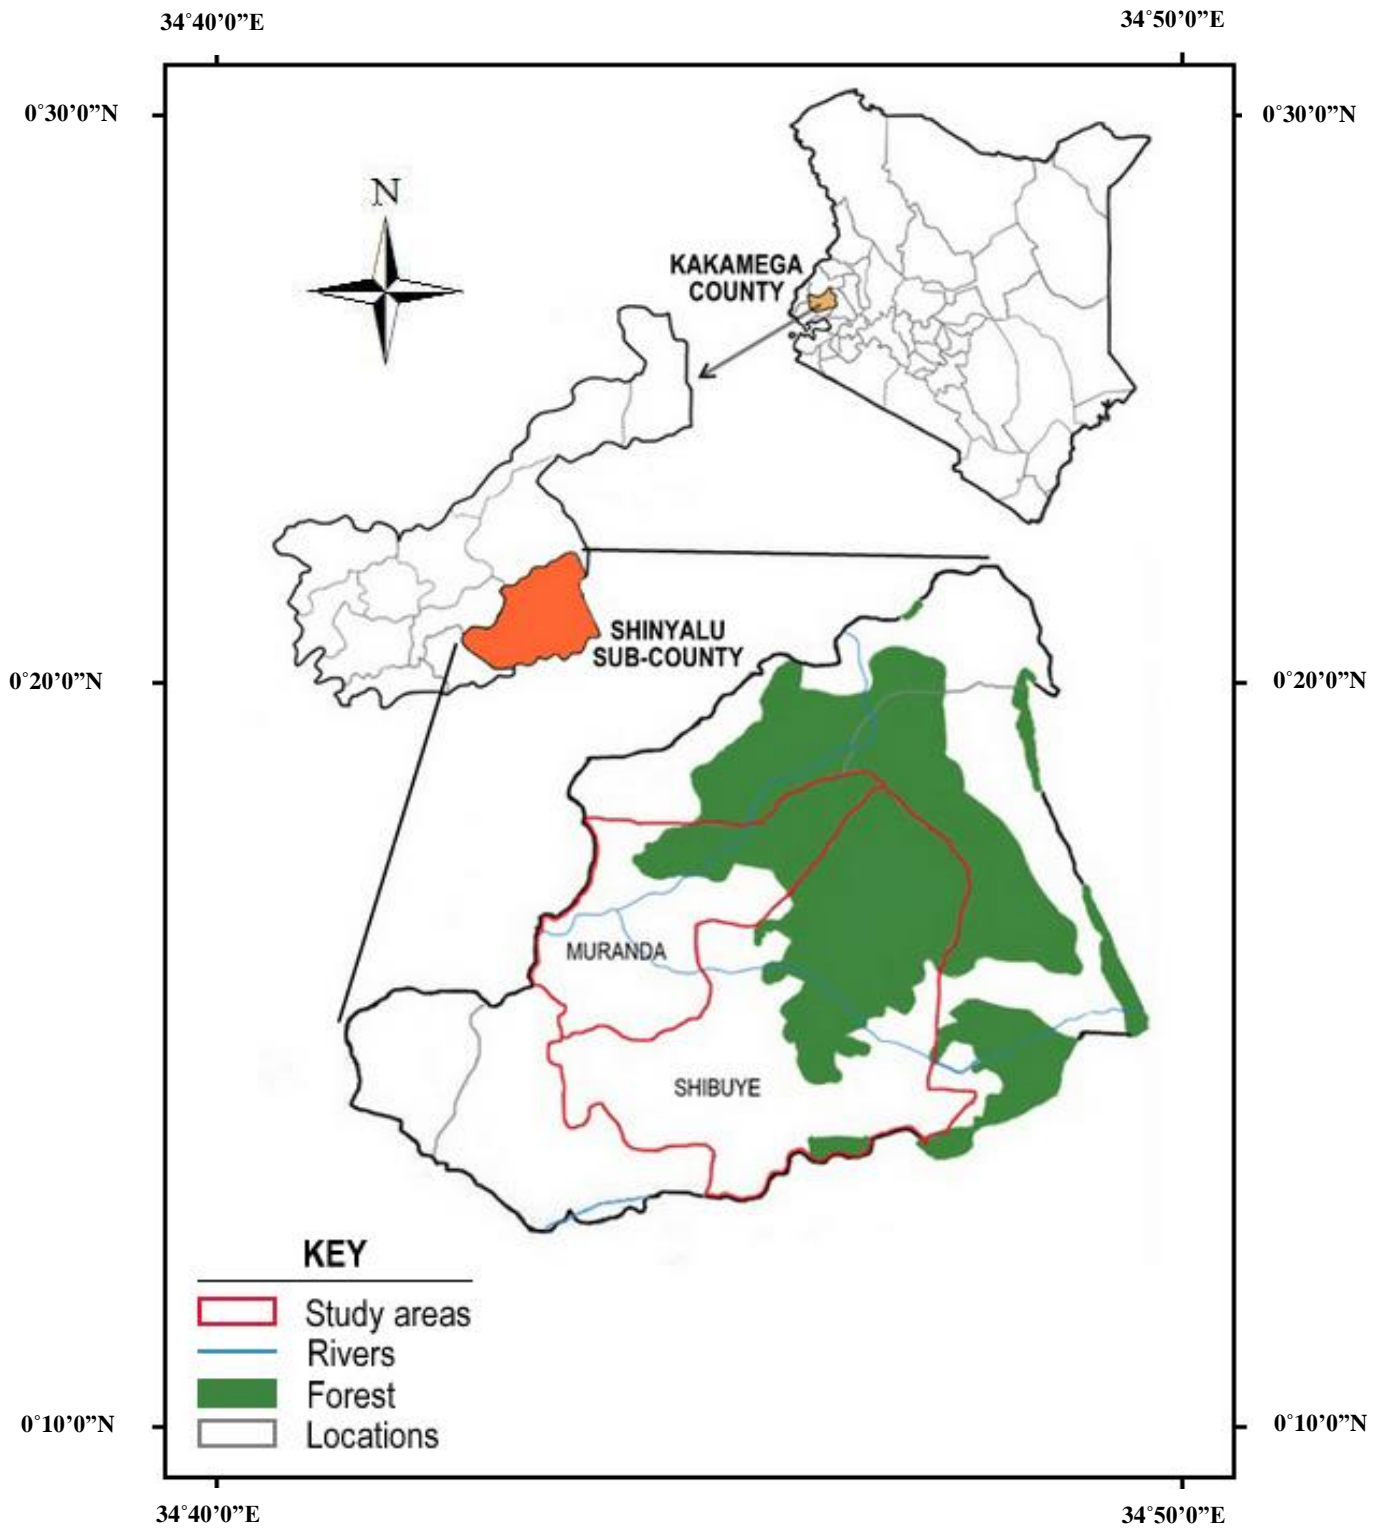 34˚40’0”E
34˚50’0”E
0˚30’0”N
0˚30’0”N
N
KAKAMEGA
COUNTY
SHINYALU
SUB-COUNTY
0˚20’0”N
0˚20’0”N
MURANDA
SHIBUYE
KEY
Study areas
Rivers
Forest
Locations
0˚10’0”N
0˚10’0”N
34˚40’0”E
34˚50’0”E